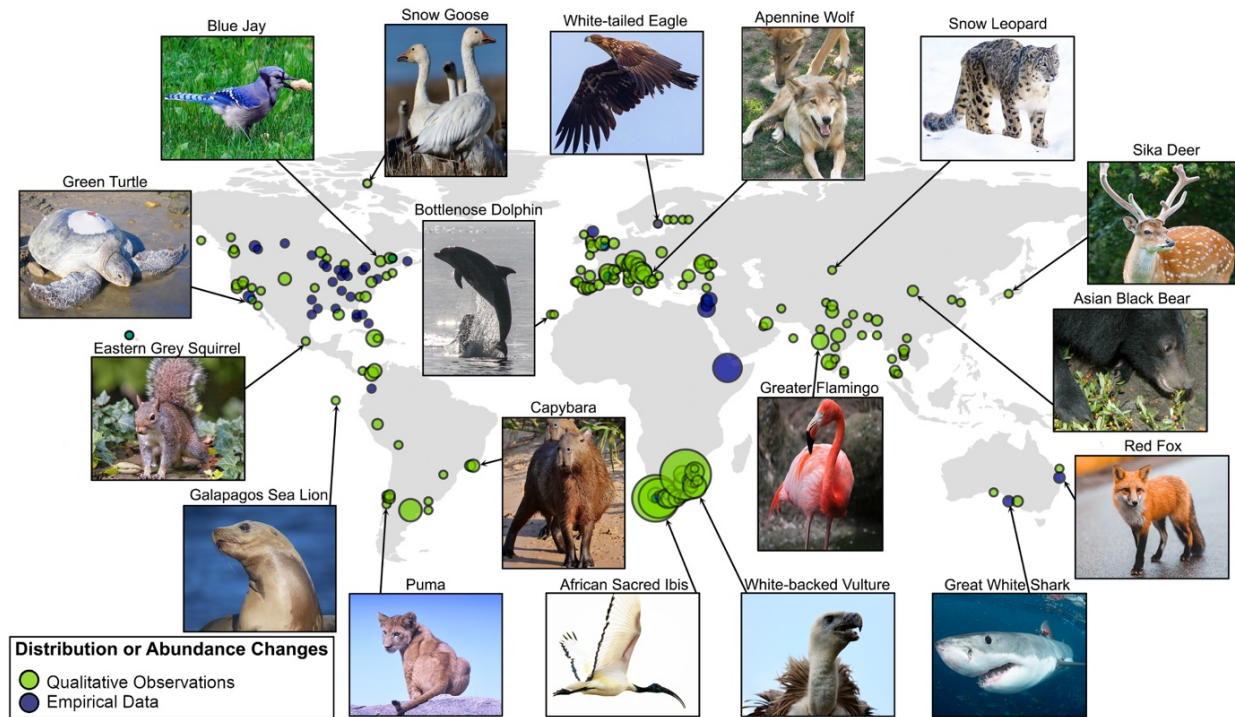 Snow Goose
White-tailed Eagle
Apennine Wolf
Snow Leopard
Blue Jay
Sika Deer
Green Turtle
Bottlenose Dolphin
Asian Black Bear
Eastern Grey Squirrel
Greater Flamingo
Capybara
Red Fox
Galapagos Sea Lion
Puma
African Sacred Ibis
White-backed Vulture
Great White Shark
Distribution or Abundance Changes
Qualitative Observations
Empirical Data